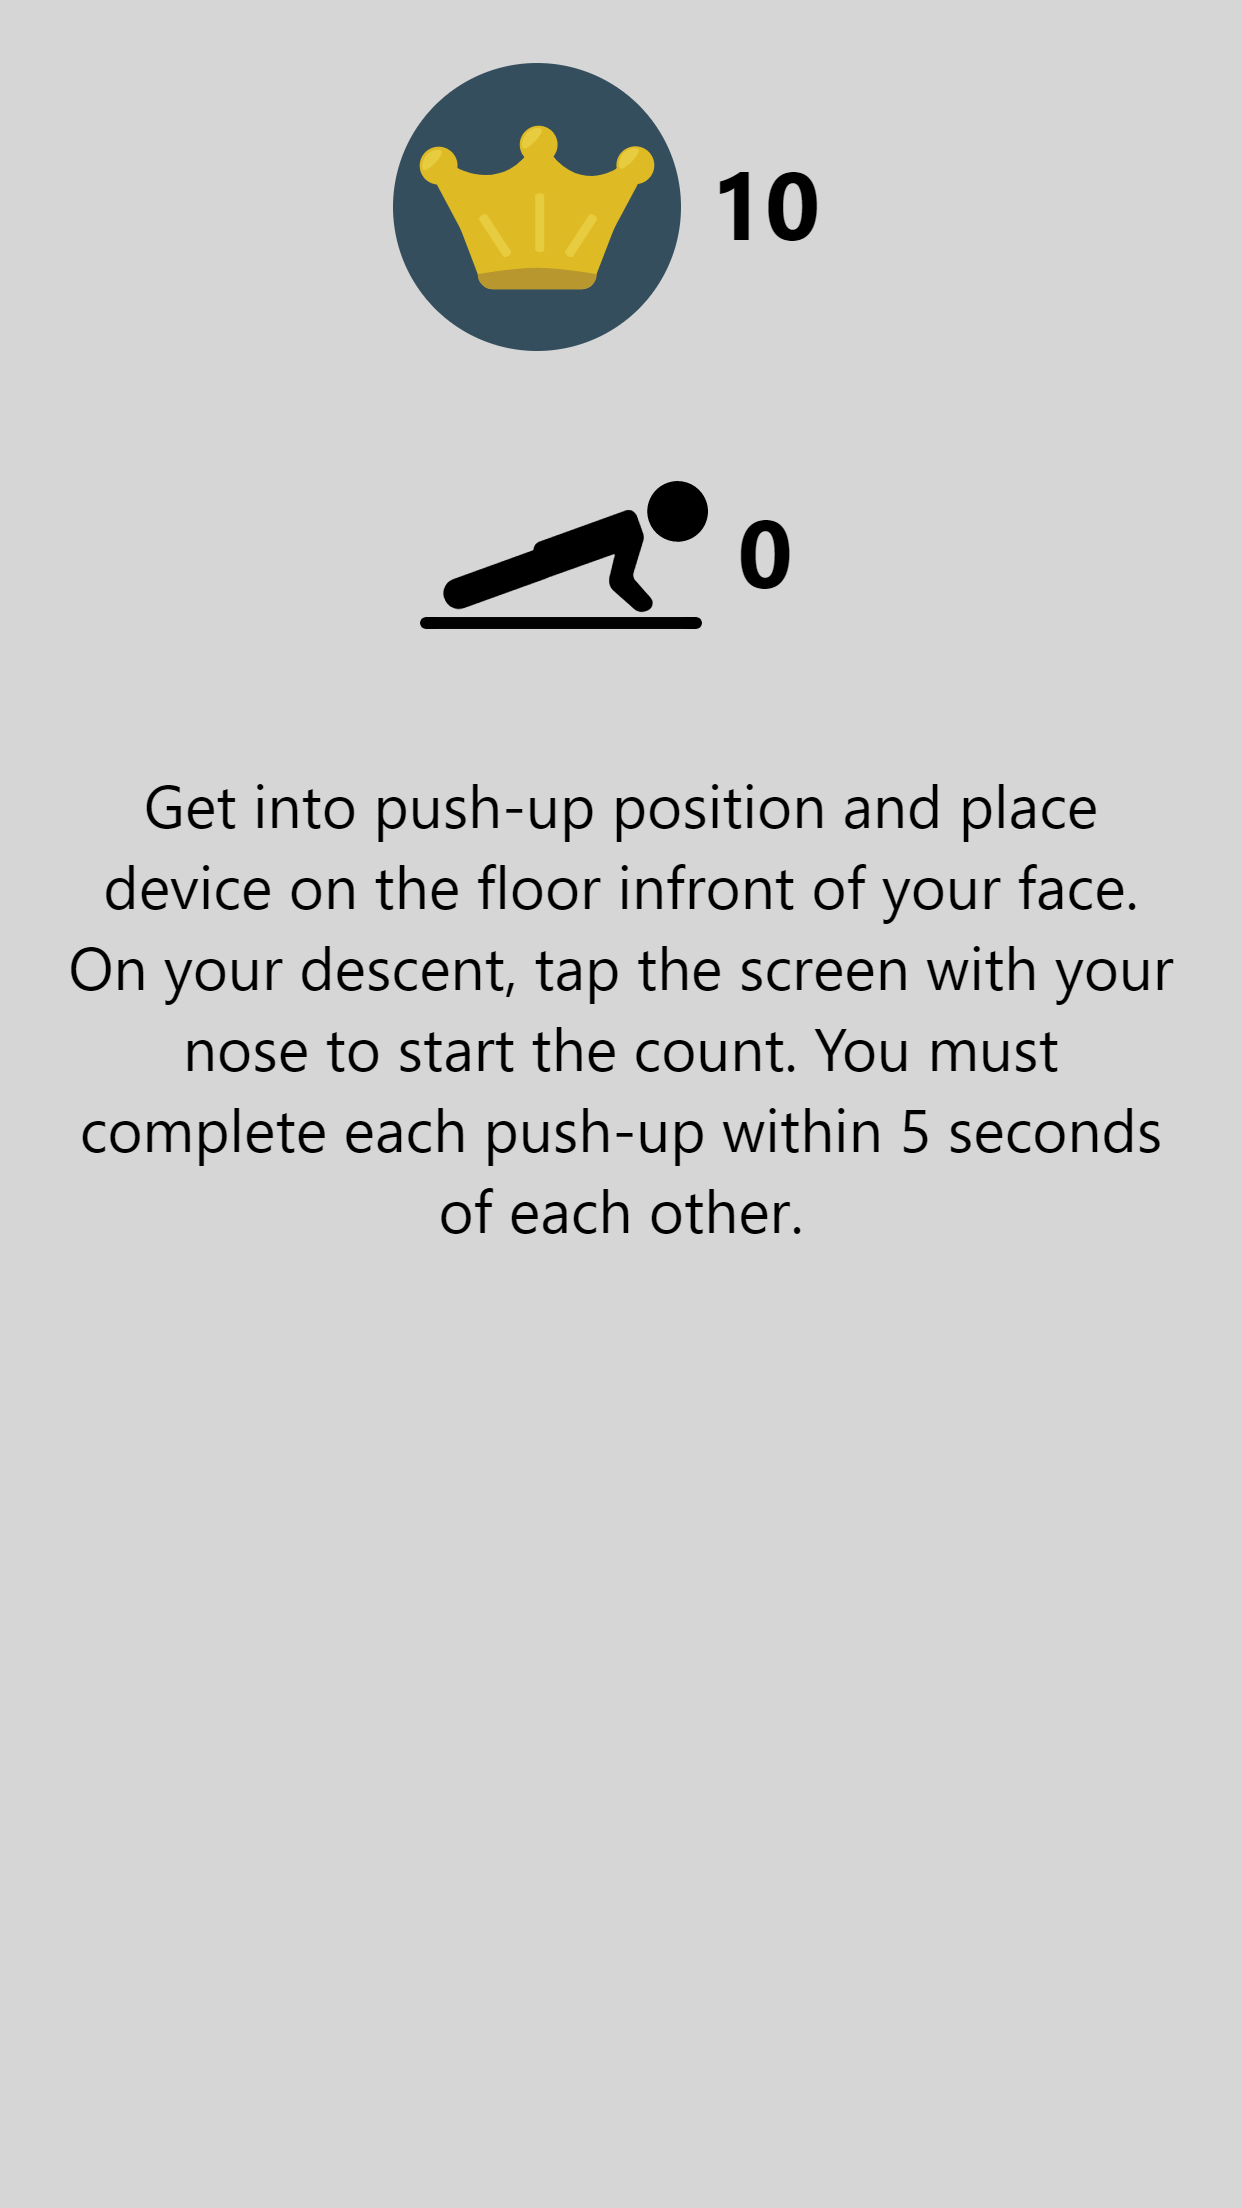 10
0
Get into push-up position and place
device on the floor infront of your face.
On your descent, tap the screen with your
nose to start the count. You must
complete each push-up within 5 seconds
of each other.